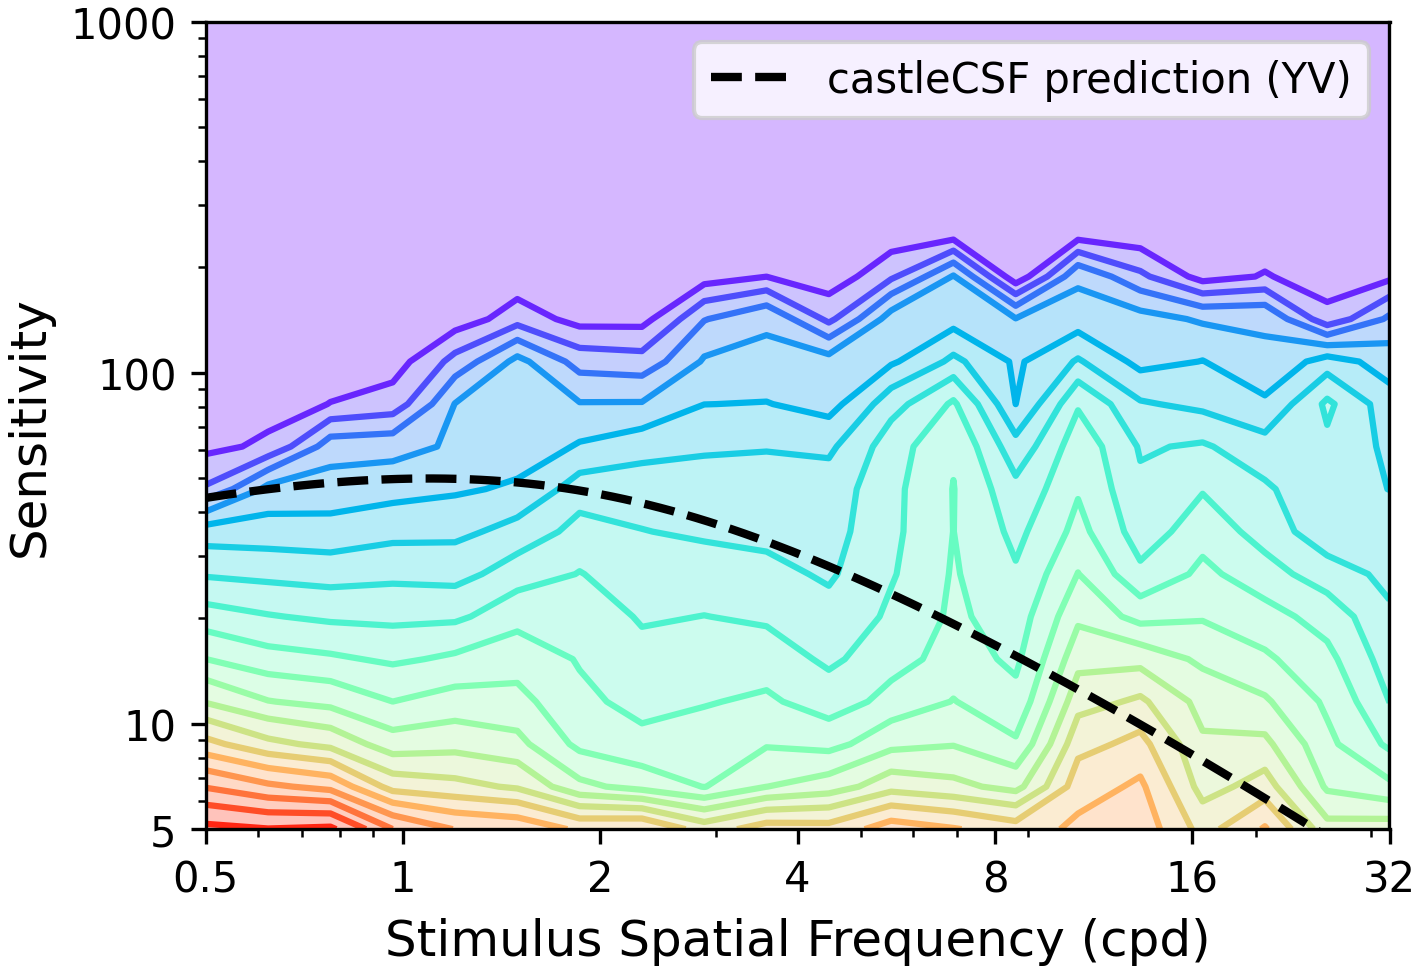 1000
100
10
5
Sensitivity
castleCSF prediction (YV)
0.5 1 2 4 8 16 32
Stimulus Spatial Frequency (cpd)